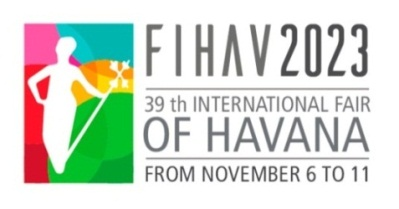 FIHAV2023
39 th INTERNATIONAL FAIR
OF HAVANA
FROM NOVEMBER 6 TO 11